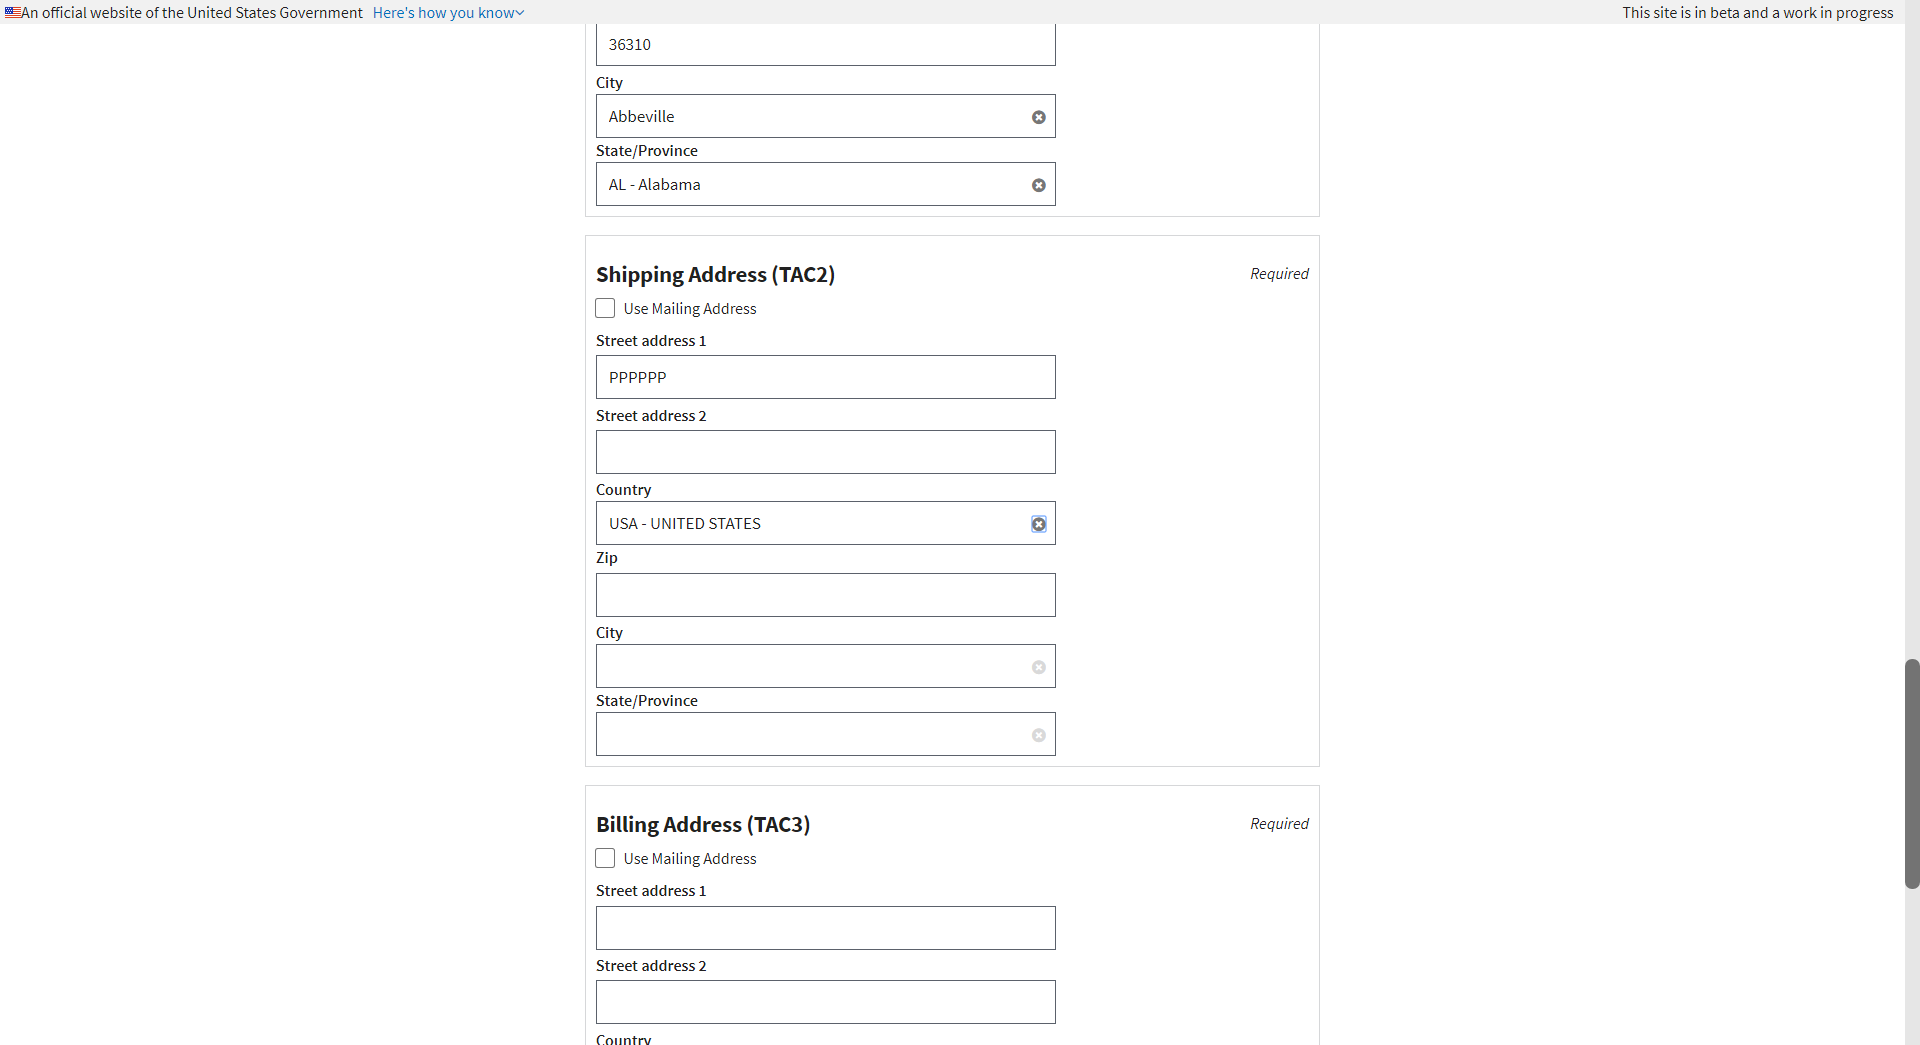 An official website of the United States Government Here's how you know
This site is in beta and a work in progress
36310
City
Abbeville
State/Province
AL - Alabama
Shipping Address (TAC2)
Required
Use Mailing Address
Street address 1
PPPPPP
Street address 2
Country
USA - UNITED STATES
Zip
City
State/Province
Billing Address (TAC3)
Required
Use Mailing Address
Street address 1
Street address 2
Country